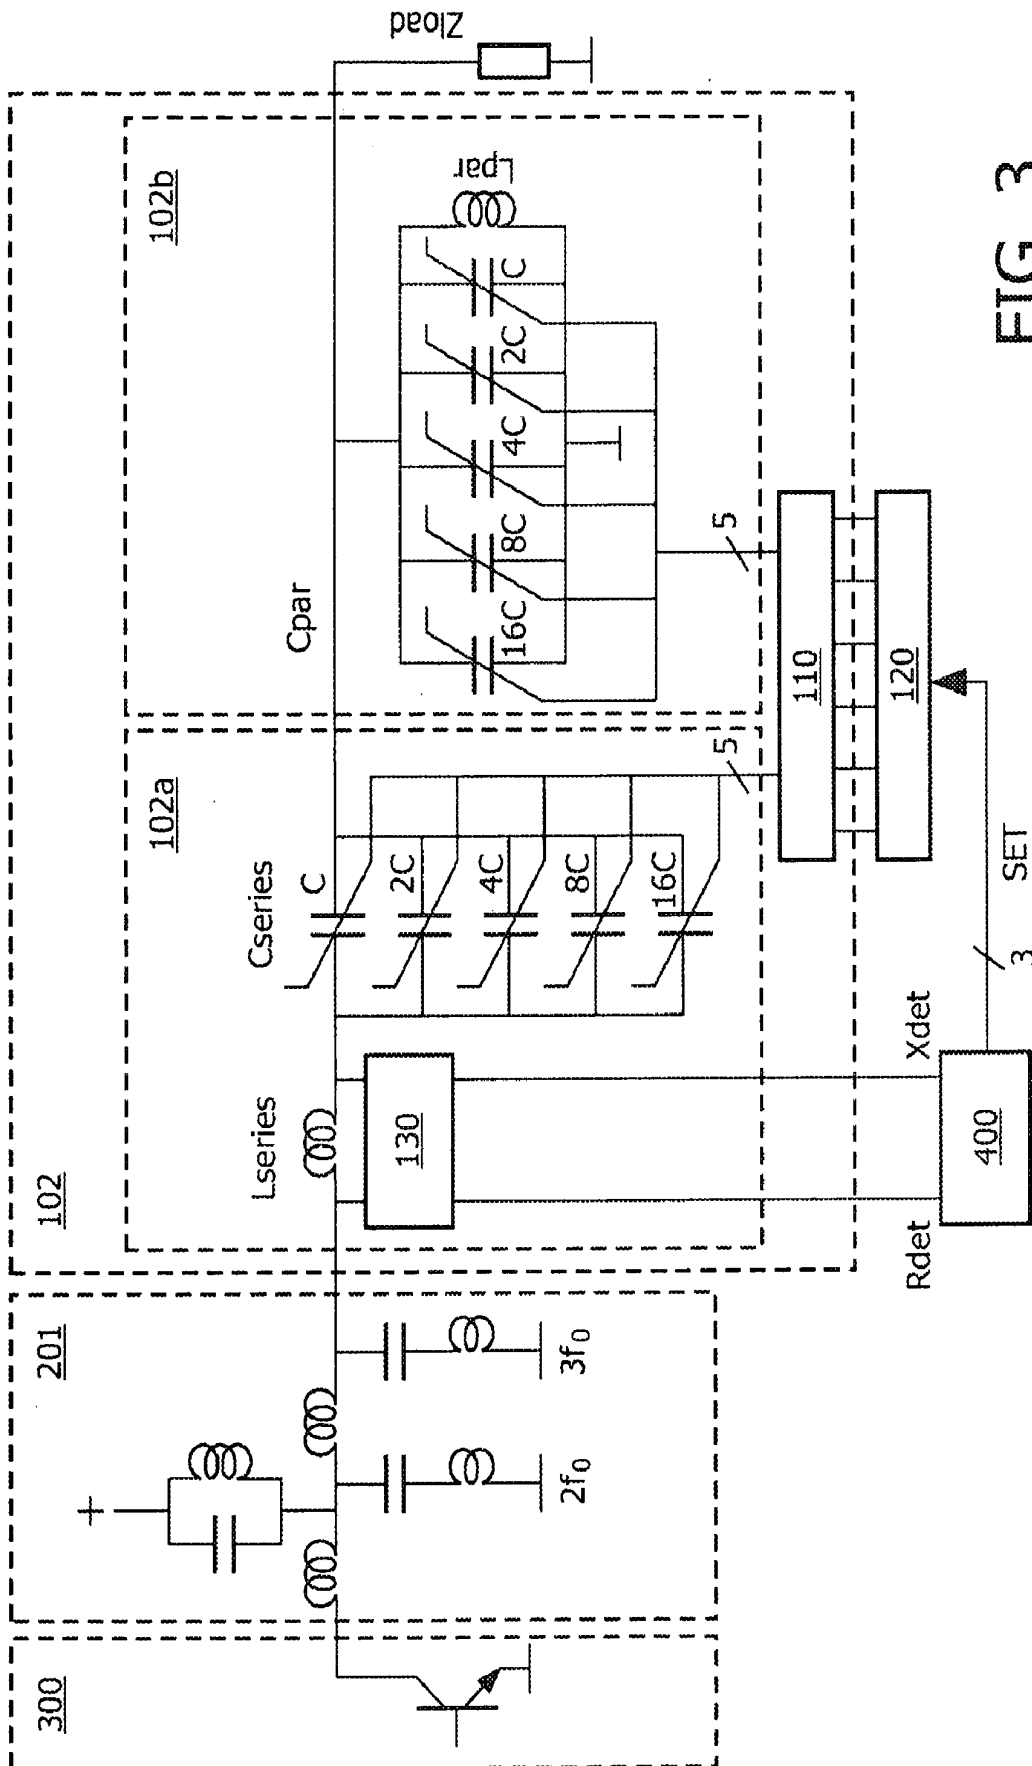 300
201
2f0
3f0
102
102a
Lseries
130
Cseries
C
2C
4C
8C
16C
5
102b
Cpar
16C
8C
4C
2C
C
Lpar
5
Zload
110
120
Rdet
Xdet
400
3
SET
FIG 3